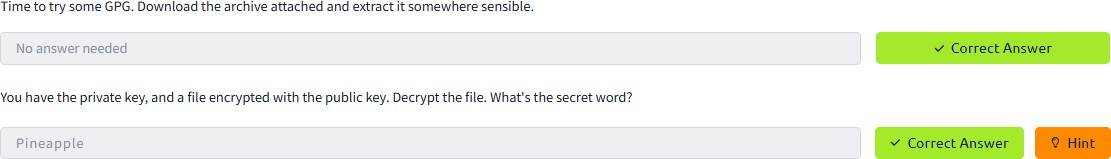 Time to try some GPG. Download the archive attached and extract it somewhere sensible.
No answer needed
Correct Answer
You have the private key, and a file encrypted with the public key. Decrypt the file. What's the secret word?
Pineapple
Correct Answer
Hint